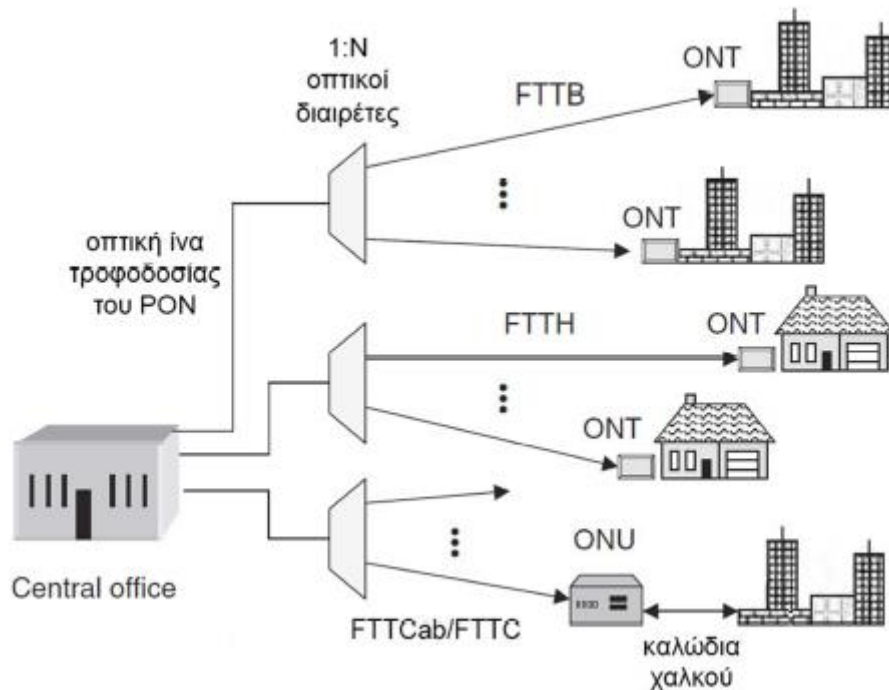 1:N
οπτικοί
διαιρέτες
ONT
FTTB
ONT
οπτική ίνα
τροφοδοσίας
του PON
FTTH
ONT
ONT
Central office
ONU
FTTCab/FTTC
καλώδια
χαλκού